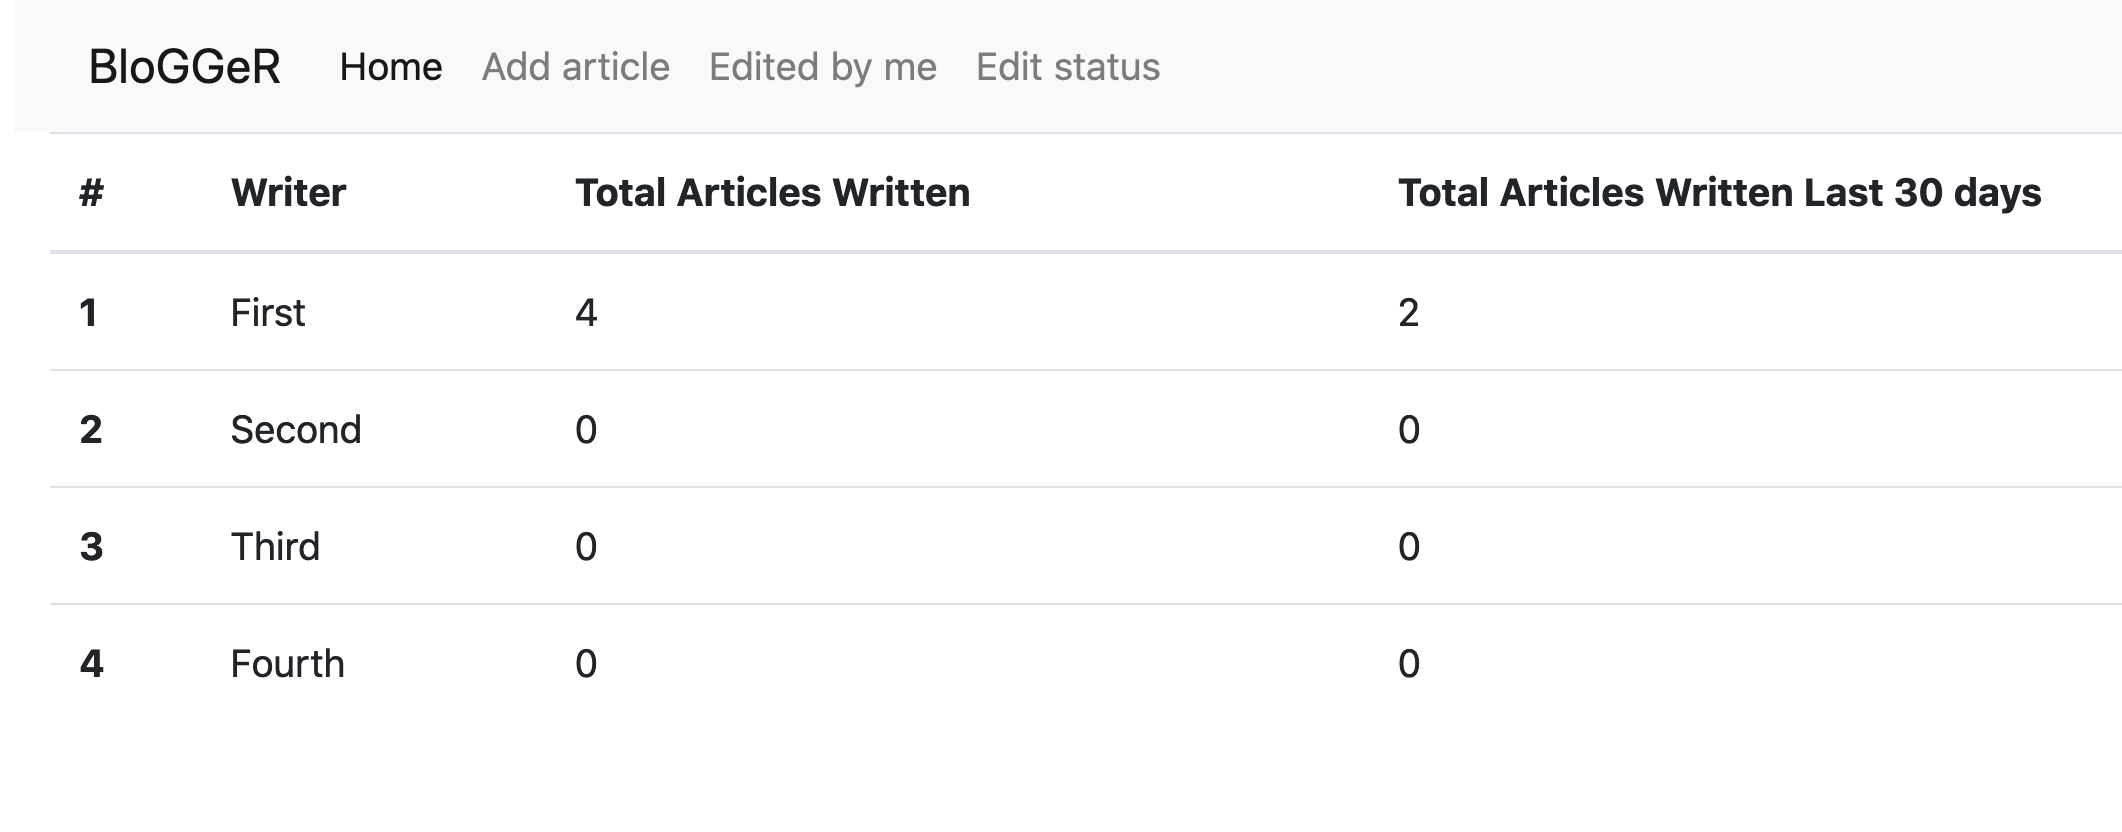 BloGGeR Home Add article Edited by me Edit status
# Writer Total Articles Written Total Articles Written Last 30 days
1 First 4 2
2 Second 0 0
3 Third 0 0
4 Fourth 0 0